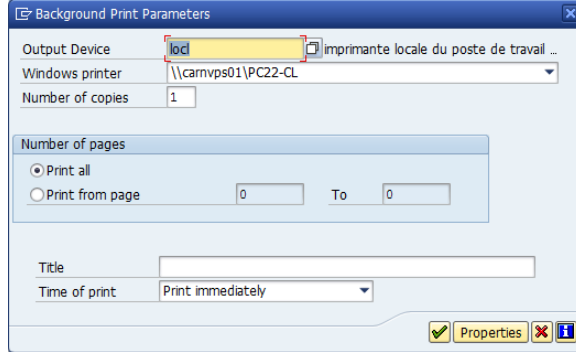 Background Print Parameters
Output Device locl imprimante locale du poste de travail ...
Windows printer \\carnvps01\PC22-CL
Number of copies 1
Number of pages
Print all
Print from page 0 To 0
Title
Time of print Print immediately
Properties